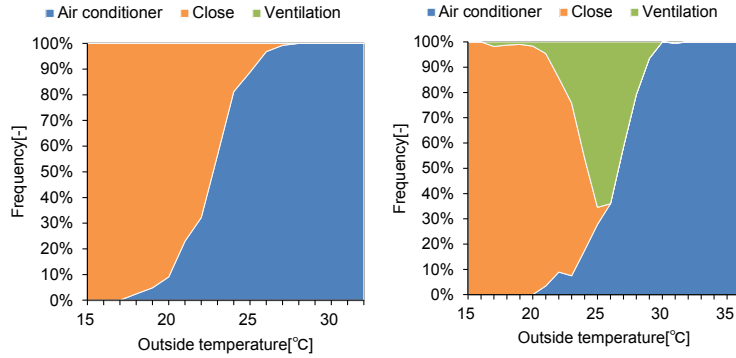 Air conditioner Close Ventilation
100%
90%
80%
70%
60%
50%
40%
30%
20%
10%
0%
Frequency[-]
15 20 25 30
Outside temperature[℃]
Air conditioner Close Ventilation
100%
90%
80%
70%
60%
50%
40%
30%
20%
10%
0%
Frequency[-]
15 20 25 30 35
Outside temperature[℃]